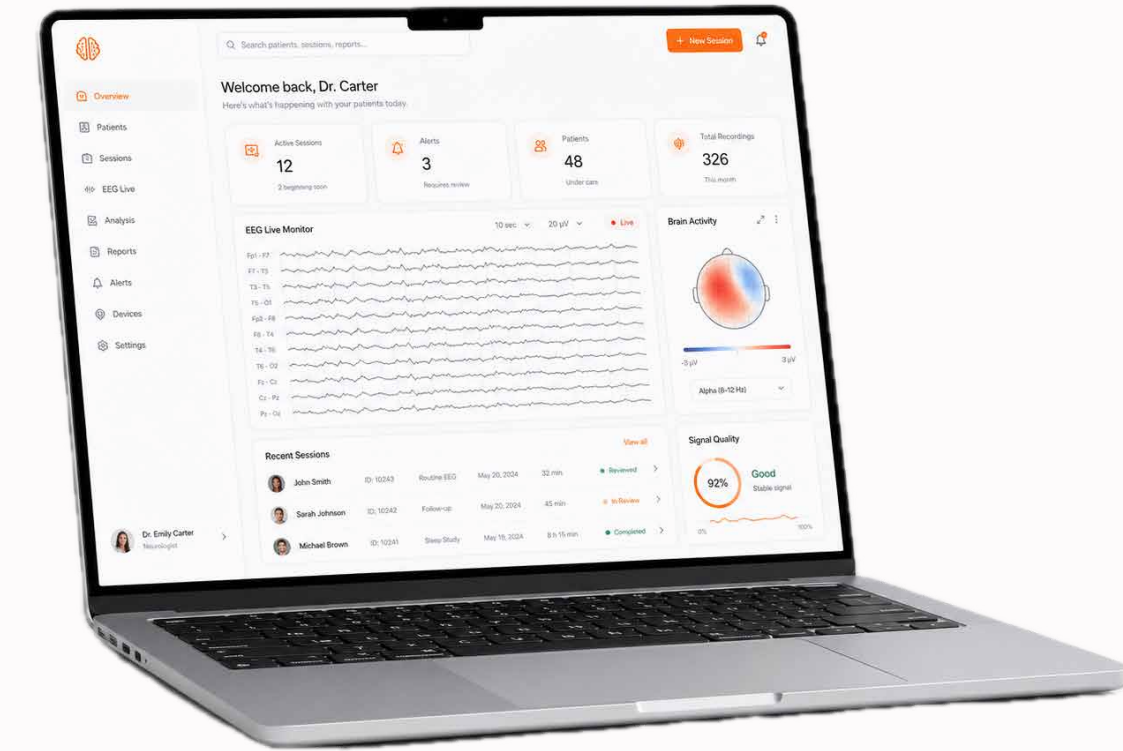 Search patients, sessions, reports...
+ New Session
Overview
Patients
Sessions
EEG Live
Analysis
Reports
Alerts
Devices
Settings
Dr. Emily Carter
Neurologist
Welcome back, Dr. Carter
Here's what's happening with your patients today.
Active Sessions
12
2 beginning soon
Alerts
3
Requires review
Patients
48
Under care
Total Recordings
326
This month
EEG Live Monitor
10 sec
20 µV
Live
Fp1 - F7
F7 - T3
T3 - T5
T5 - O1
Fp2 - F8
F8 - T4
T4 - T6
T6 - O2
Fz - Cz
Cz - Pz
Pz - Oz
Brain Activity
-3 µV
3 µV
Alpha (8-12 Hz)
Recent Sessions
View all
John Smith ID: 10243 Routine EEG May 20, 2024 32 min Reviewed
Sarah Johnson ID: 10242 Follow-up May 20, 2024 45 min In Review
Michael Brown ID: 10241 Sleep Study May 19, 2024 8 h 15 min Completed
Signal Quality
92%
Good
Stable signal
0%
100%